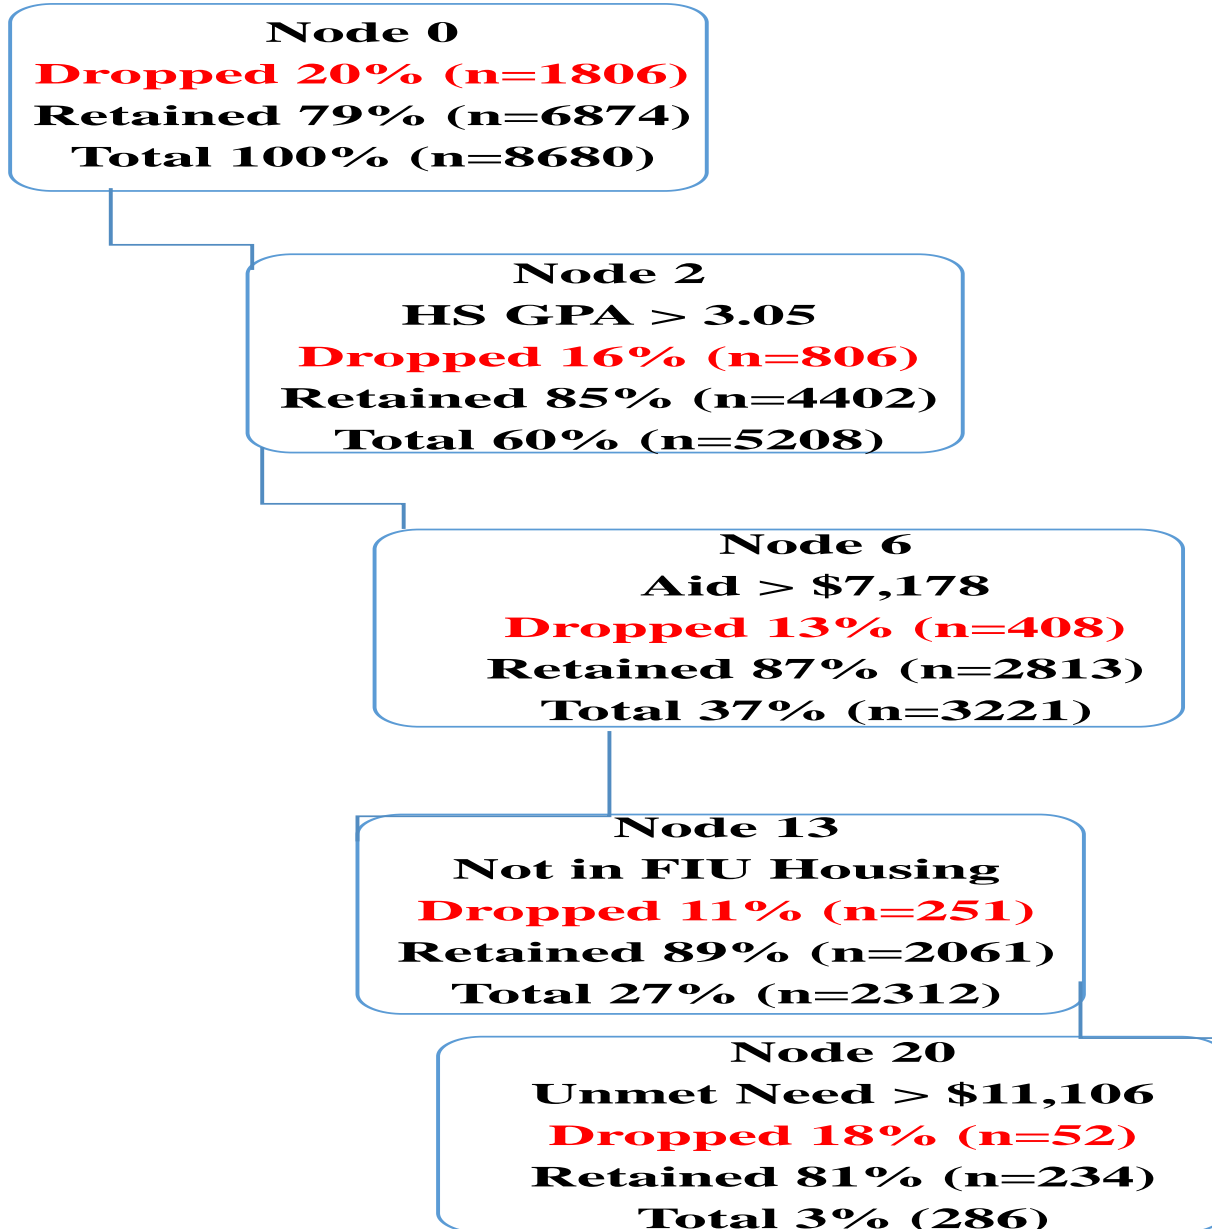 Node 0
Dropped 20% (n=1806)
Retained 79% (n=6874)
Total 100% (n=8680)
Node 2
HS GPA > 3.05
Dropped 16% (n=806)
Retained 85% (n=4402)
Total 60% (n=5208)
Node 6
Aid > $7,178
Dropped 13% (n=408)
Retained 87% (n=2813)
Total 37% (n=3221)
Node 13
Not in FIU Housing
Dropped 11% (n=251)
Retained 89% (n=2061)
Total 27% (n=2312)
Node 20
Unmet Need > $11,106
Dropped 18% (n=52)
Retained 81% (n=234)
Total 3% (286)